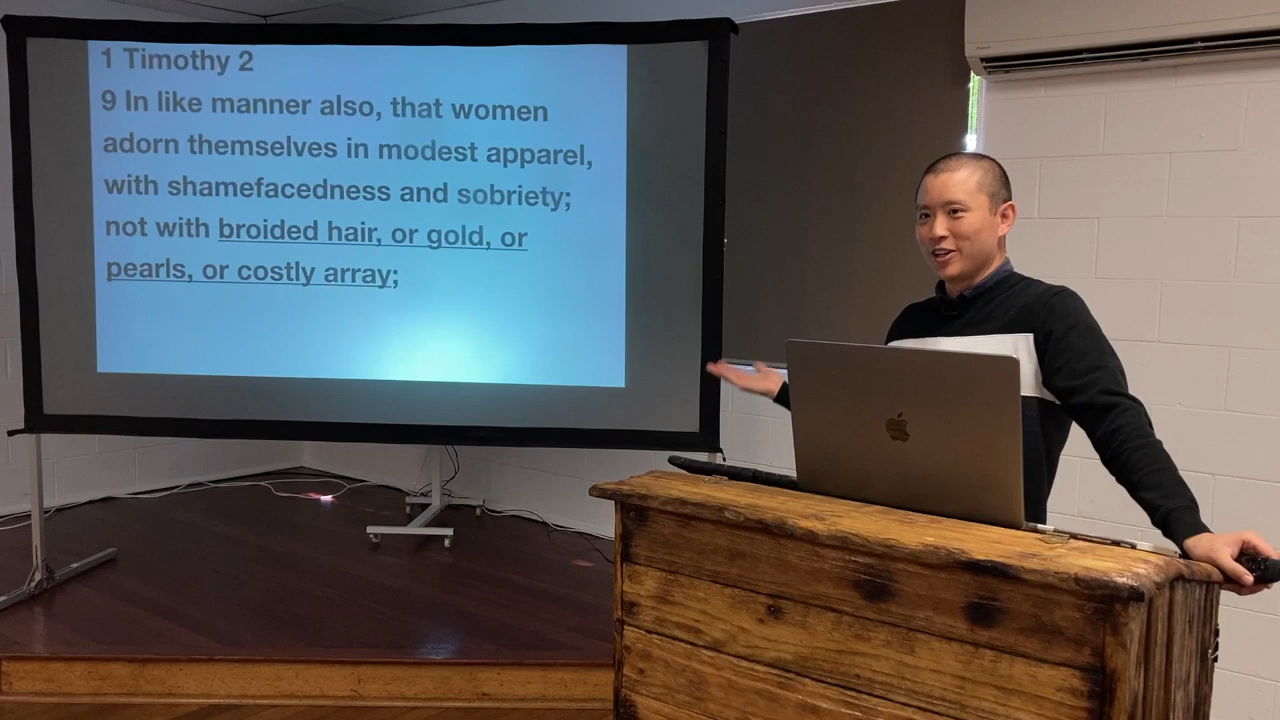 1 Timothy 2
9 In like manner also, that women
adorn themselves in modest apparel,
with shamefacedness and sobriety;
not with broided hair, or gold, or
pearls, or costly array;